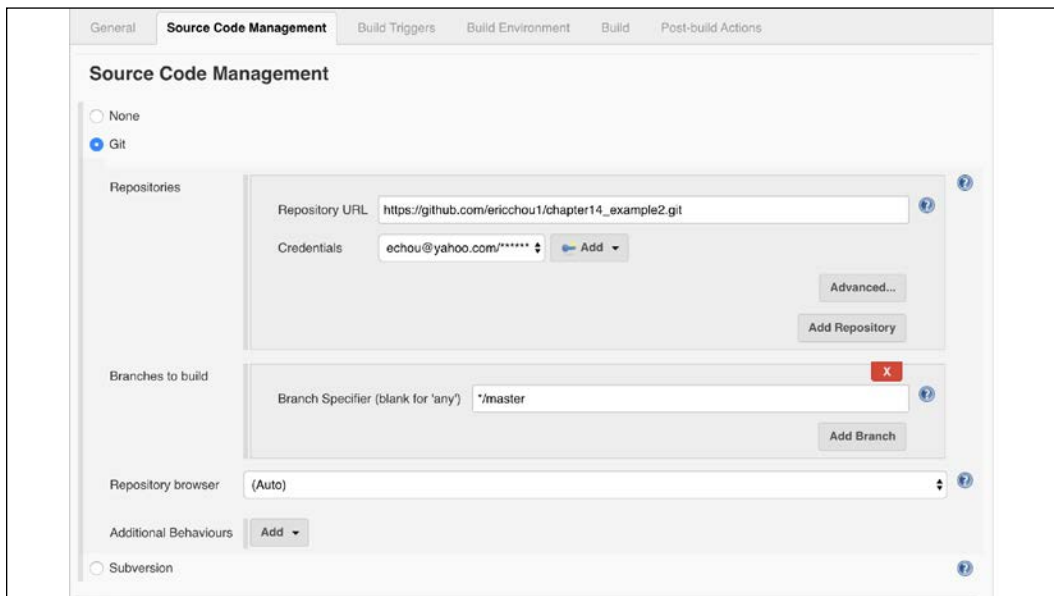 General Source Code Management Build Triggers Build Environment Build Post-build Actions
Source Code Management
None
Git
Repositories
Repository URL https://github.com/ericchou1/chapter14_example2.git
Credentials echou@yahoo.com/****** Add
Advanced...
Add Repository
Branches to build
X
Branch Specifier (blank for 'any') */master
Add Branch
Repository browser (Auto)
Additional Behaviours Add
Subversion